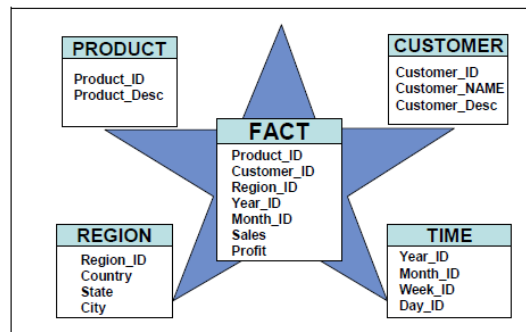 PRODUCT
Product_ID
Product_Desc
CUSTOMER
Customer_ID
Customer_NAME
Customer_Desc
FACT
Product_ID
Customer_ID
Region_ID
Year_ID
Month_ID
Sales
Profit
REGION
Region_ID
Country
State
City
TIME
Year_ID
Month_ID
Week_ID
Day_ID